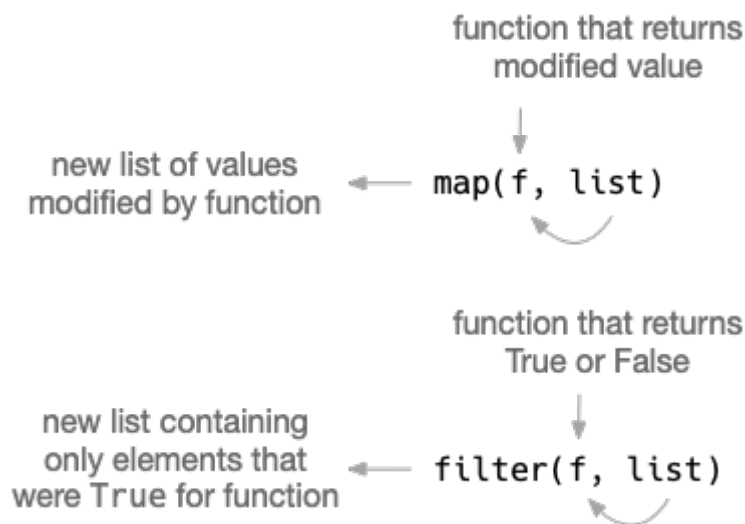 function that returns
modified value
new list of values
modified by function
map(f, list)
function that returns
True or False
new list containing
only elements that
were True for function
filter(f, list)